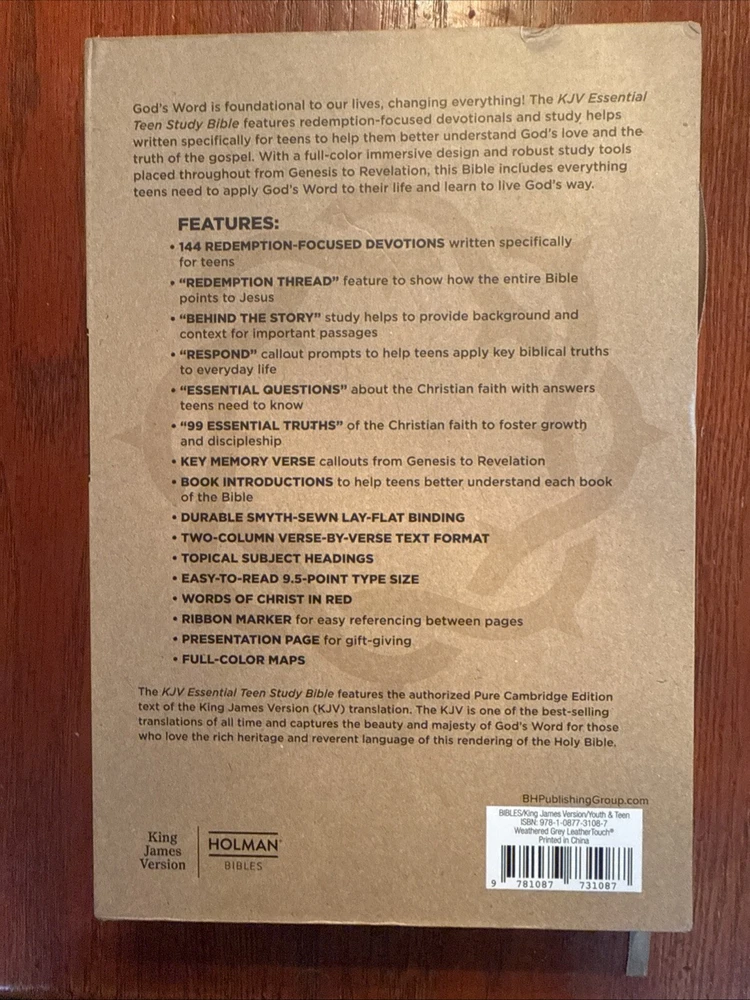 God's Word is foundational to our lives, changing everything! The KJV Essential
Teen Study Bible features redemption-focused devotionals and study helps
written specifically for teens to help them better understand God's love and the
truth of the gospel. With a full-color immersive design and robust study tools
placed throughout from Genesis to Revelation, this Bible includes everything
teens need to apply God's Word to their life and learn to live God's way.
FEATURES:
• 144 REDEMPTION-FOCUSED DEVOTIONS written specifically
for teens
• "REDEMPTION THREAD" feature to show how the entire Bible
points to Jesus
• "BEHIND THE STORY" study helps to provide background and
context for important passages
• "RESPOND" callout prompts to help teens apply key biblical truths
to everyday life
• "ESSENTIAL QUESTIONS" about the Christian faith with answers
teens need to know
• "99 ESSENTIAL TRUTHS" of the Christian faith to foster growth
and discipleship
• KEY MEMORY VERSE callouts from Genesis to Revelation
• BOOK INTRODUCTIONS to help teens better understand each book
of the Bible
• DURABLE SMYTH-SEWN LAY-FLAT BINDING
• TWO-COLUMN VERSE-BY-VERSE TEXT FORMAT
• TOPICAL SUBJECT HEADINGS
• EASY-TO-READ 9.5-POINT TYPE SIZE
• WORDS OF CHRIST IN RED
• RIBBON MARKER for easy referencing between pages
• PRESENTATION PAGE for gift-giving
• FULL-COLOR MAPS
The KJV Essential Teen Study Bible features the authorized Pure Cambridge Edition
text of the King James Version (KJV) translation. The KJV is one of the best-selling
translations of all time and captures the beauty and majesty of God's Word for those
who love the rich heritage and reverent language of this rendering of the Holy Bible.
BHPublishingGroup.com
BIBLES/King James Version/Youth & Teen
ISBN: 978-1-0877-3108-7
Weathered Grey LeatherTouch®
Printed in China
9 781087 731087
King
James
Version
HOLMAN®
BIBLES